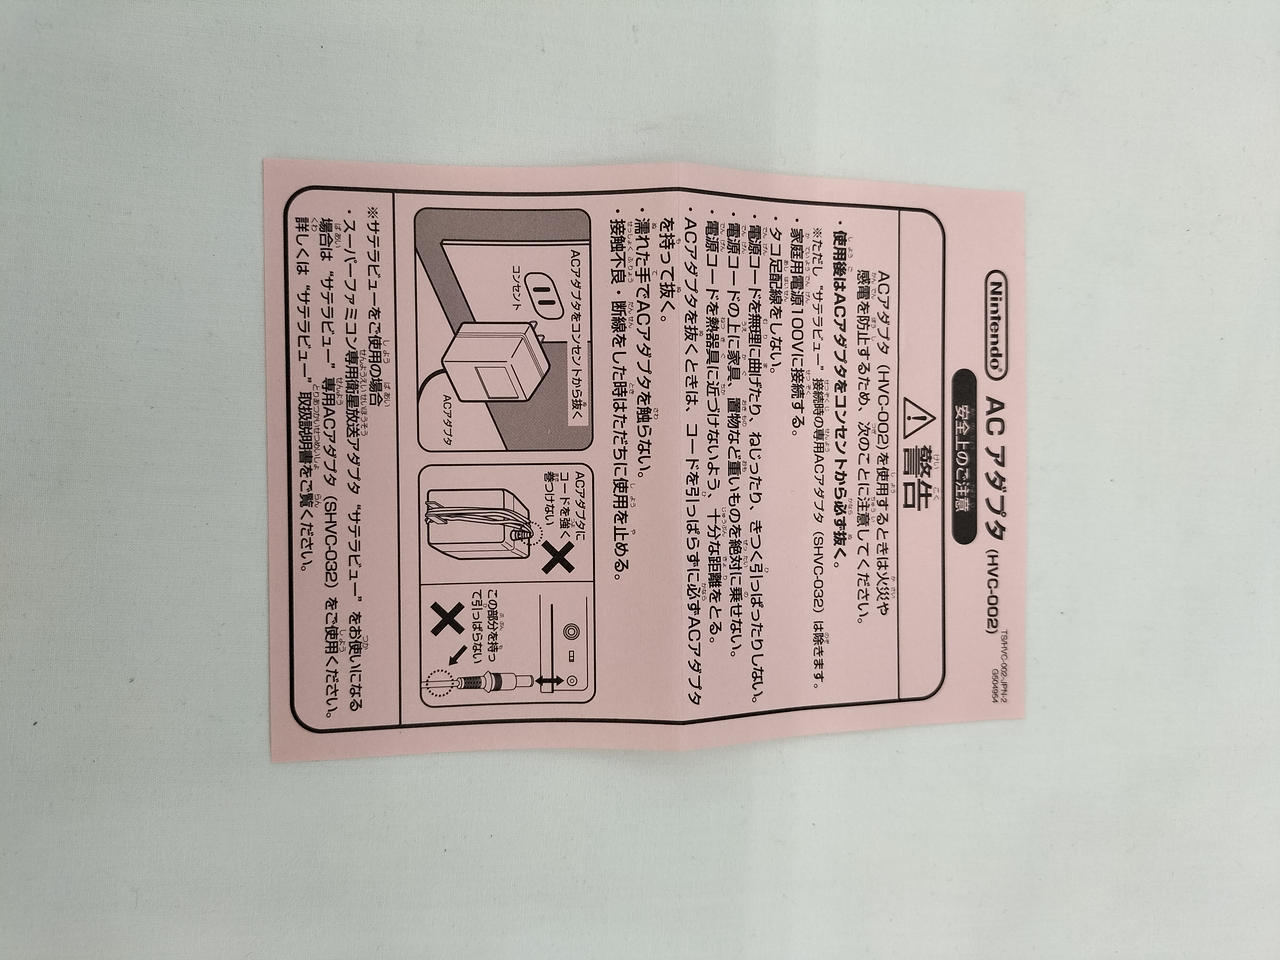 TS/HVC-002-JPN-2
G504954
Nintendo® ACアダプタ (HVC-002)
安全上のご注意
警告
ACアダプタ (HVC-002)を使用するときは火災や
感電を防止するため、次のことに注意してください。
・使用後はACアダプタをコンセントから必ず抜く。
※ただし“サテラビュー”接続時の専用ACアダプタ (SHVC-032) は除きます。
・家庭用電源100Vに接続する。
・タコ足配線をしない。
・電源コードを無理に曲げたり、ねじったり、きつく引っぱったりしない。
・電源コードの上に家具、置物など重いものを絶対に乗せない。
・電源コードを熱器具に近づけないよう、十分な距離をとる。
・ACアダプタを抜くときは、コードを引っぱらずに必ずACアダプタ
を持って抜く。
・濡れた手でACアダプタを触らない。
・接触不良・断線をした時はただちに使用を止める。
ACアダプタをコンセントから抜く
コンセント
ACアダプタ
ACアダプタに
コードを強く
巻つけない
この部分を持っ
て引っぱらない
※サテラビューをご使用の場合
・スーパーファミコン専用衛星放送アダプタ“サテラビュー”をお使いになる
場合は“サテラビュー”専用ACアダプタ (SHVC-032) をご使用ください。
詳しくは“サテラビュー”取扱説明書をご覧ください。